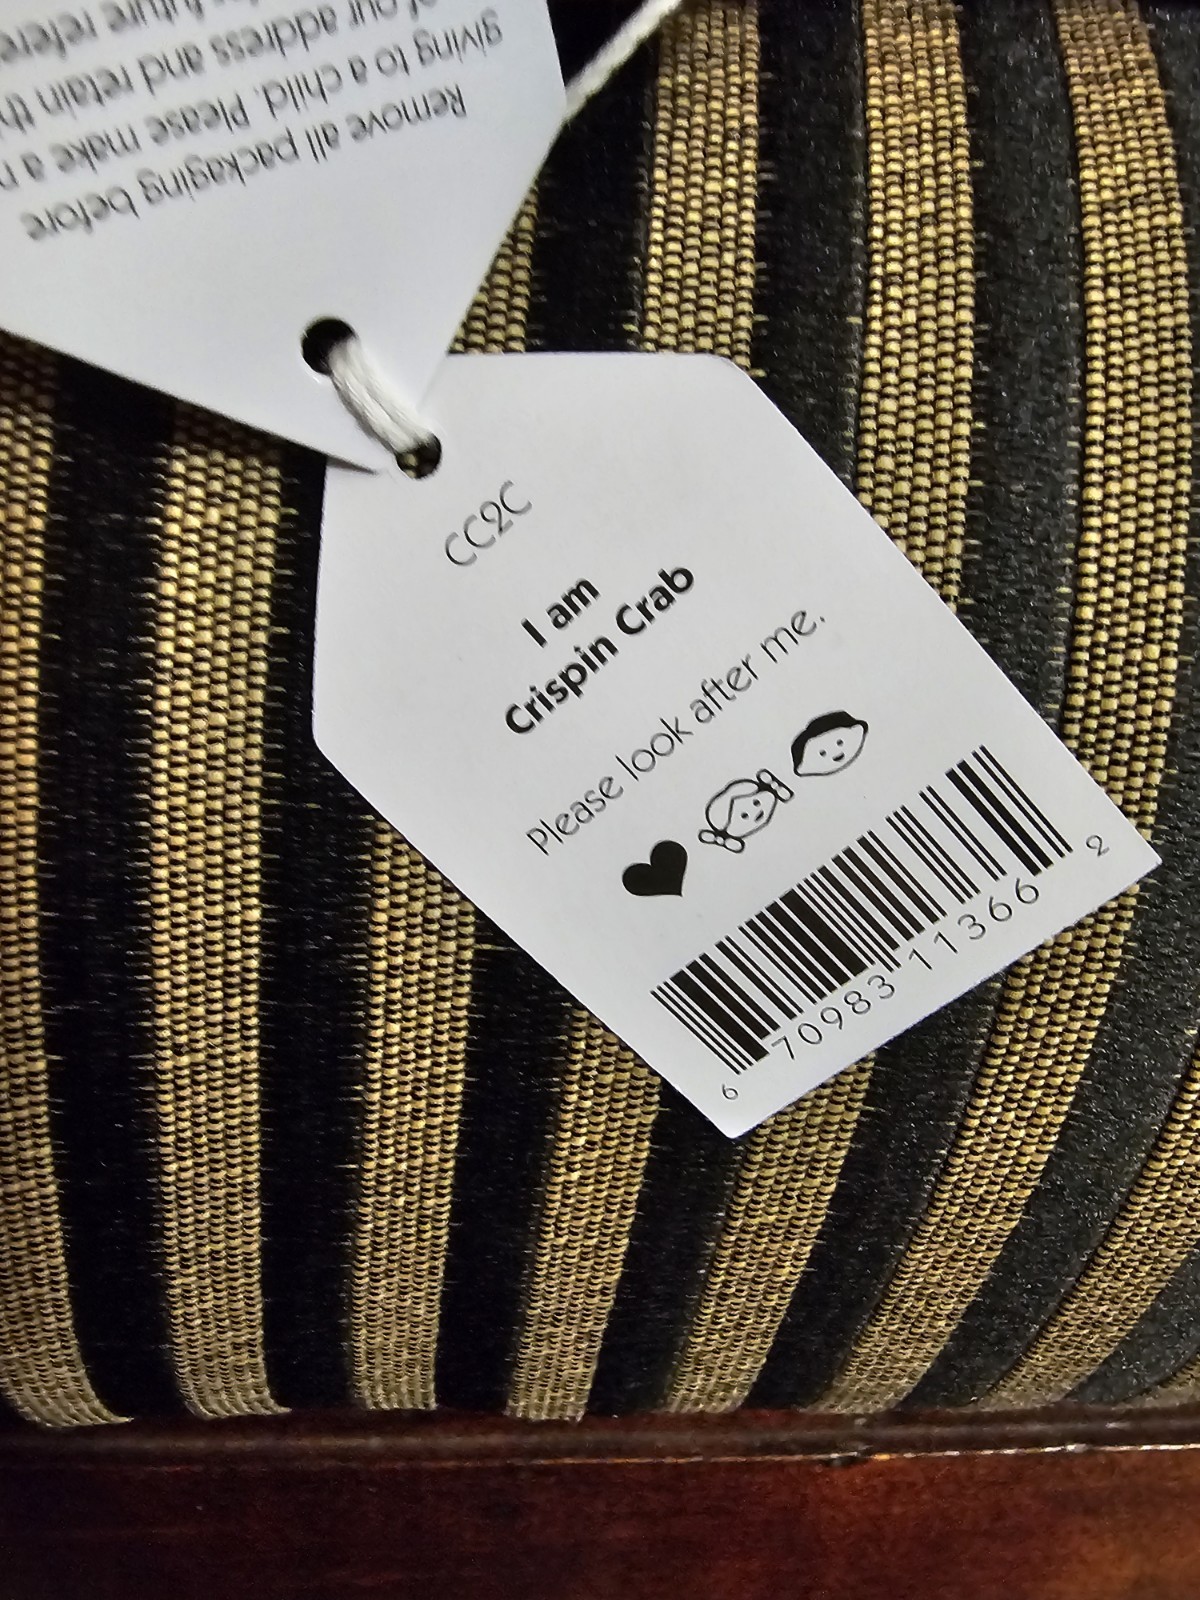 Remove all packaging before
giving to a child. Please make a
of our address and retain
future
CC2C
I am
Crispin Crab
Please look after me.
6 70983 11366 2